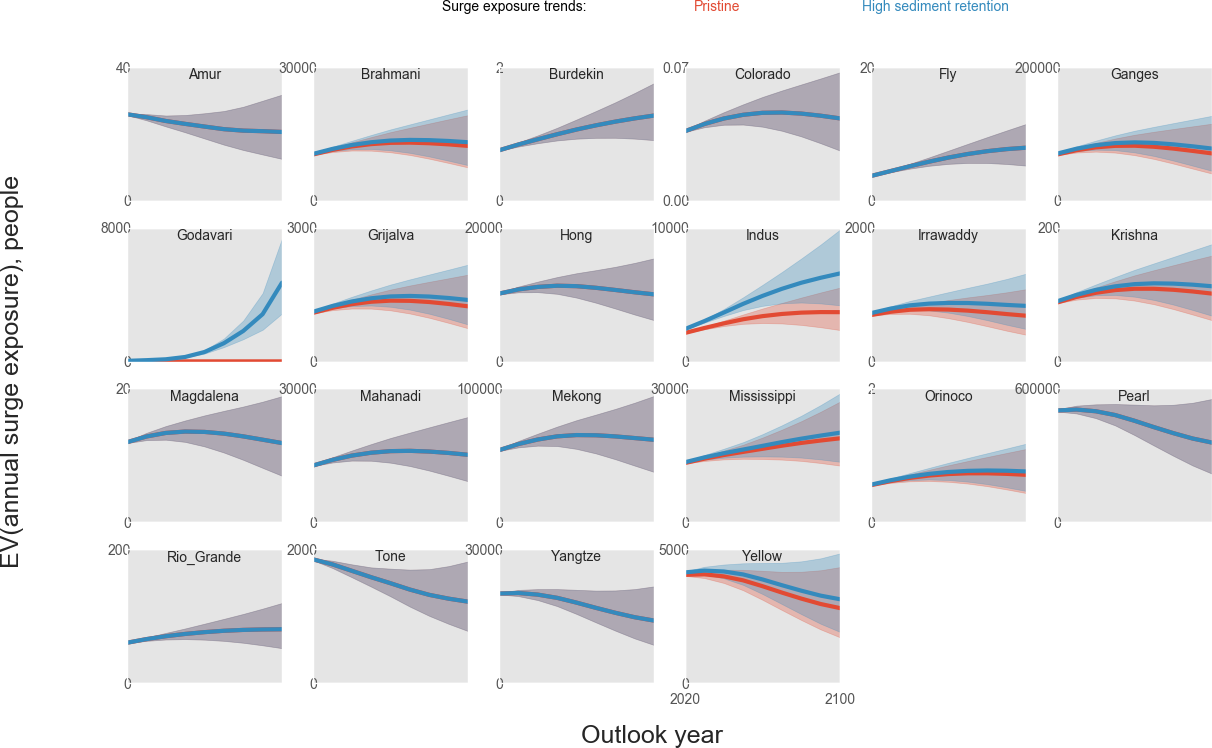 Surge exposure trends: Pristine High sediment retention
40 30000 2 0.07 20 200000
Amur Brahmani Burdekin Colorado Fly Ganges
0 0 0 0.00 0 0
8000 3000 20000 10000 2000 200
Godavari Grijalva Hong Indus Irrawaddy Krishna
0 0 0 0 0 0
20 30000 100000 30000 2 600000
Magdalena Mahanadi Mekong Mississippi Orinoco Pearl
0 0 0 0 0 0
200 2000 30000 5000
Rio_Grande Tone Yangtze Yellow
0 0 0 0
2020 2100
Outlook year
EV(annual surge exposure), people